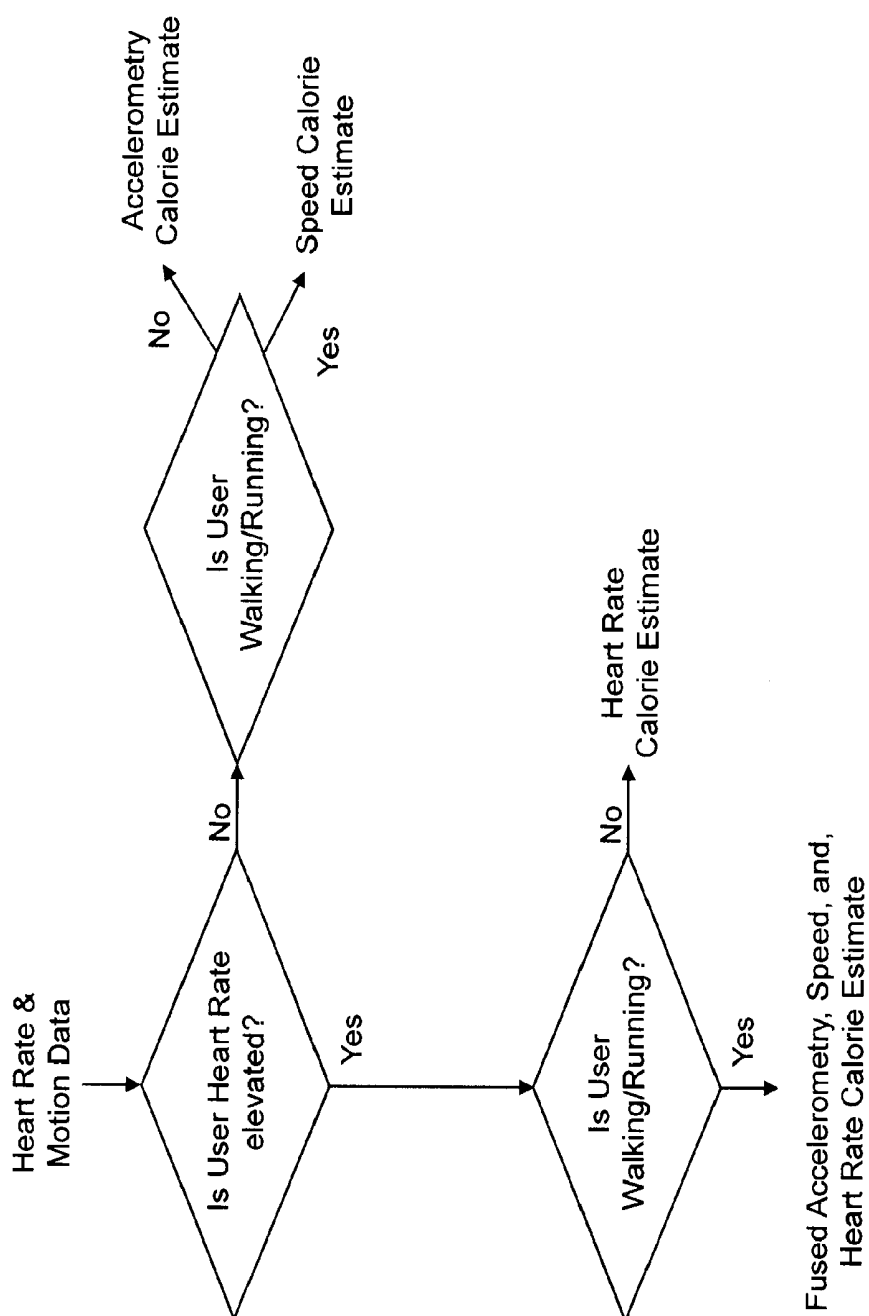 Heart Rate &
Motion Data
Is User Heart Rate
elevated?
No
Is User
Walking/Running?
No
Accelerometry
Calorie Estimate
Yes
Speed Calorie
Estimate
Yes
Is User
Walking/Running?
No
Heart Rate
Calorie Estimate
Yes
Fused Accelerometry, Speed, and,
Heart Rate Calorie Estimate